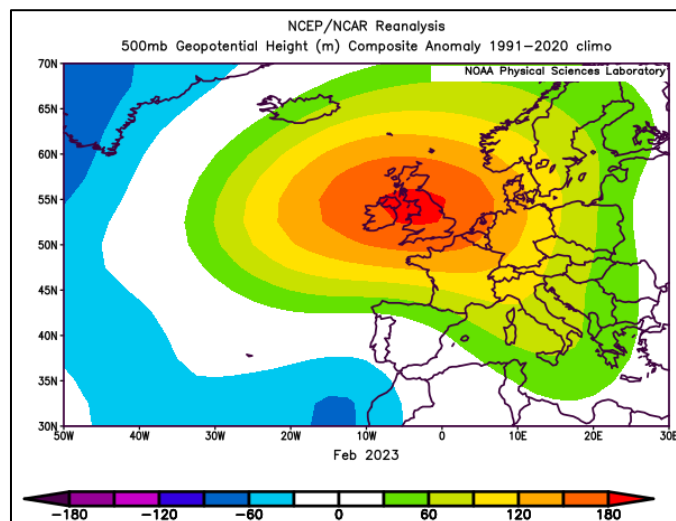 NCEP/NCAR Reanalysis
500mb Geopotential Height (m) Composite Anomaly 1991-2020 climo
NOAA Physical Sciences Laboratory
70N
65N
60N
55N
50N
45N
40N
35N
30N
50W 40W 30W 20W 10W 0 10E 20E 30E
Feb 2023
-180 -120 -60 0 60 120 180